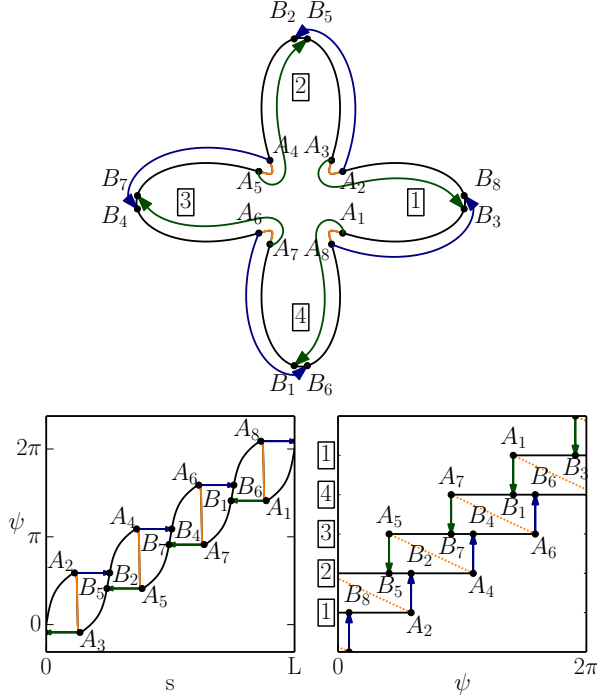 B₂ B₅
2
A₄ A₃
A₅ A₂
B₇ B₈
3 1
B₄ B₃
A₆ A₁
A₇ A₈
4
B₁ B₆
A₈
2π
A₆
B₆
B₁ A₁
ψ
A₄
π
B₄
B₇ A₇
A₂
B₂
B₅ A₅
0
A₃
0 L
s
A₁
1
B₃
A₇ B₆
4
B₁
A₅ B₄
3
B₇ A₆
B₂
2
B₅ A₄
B₈
1
A₂
0 2π
ψ